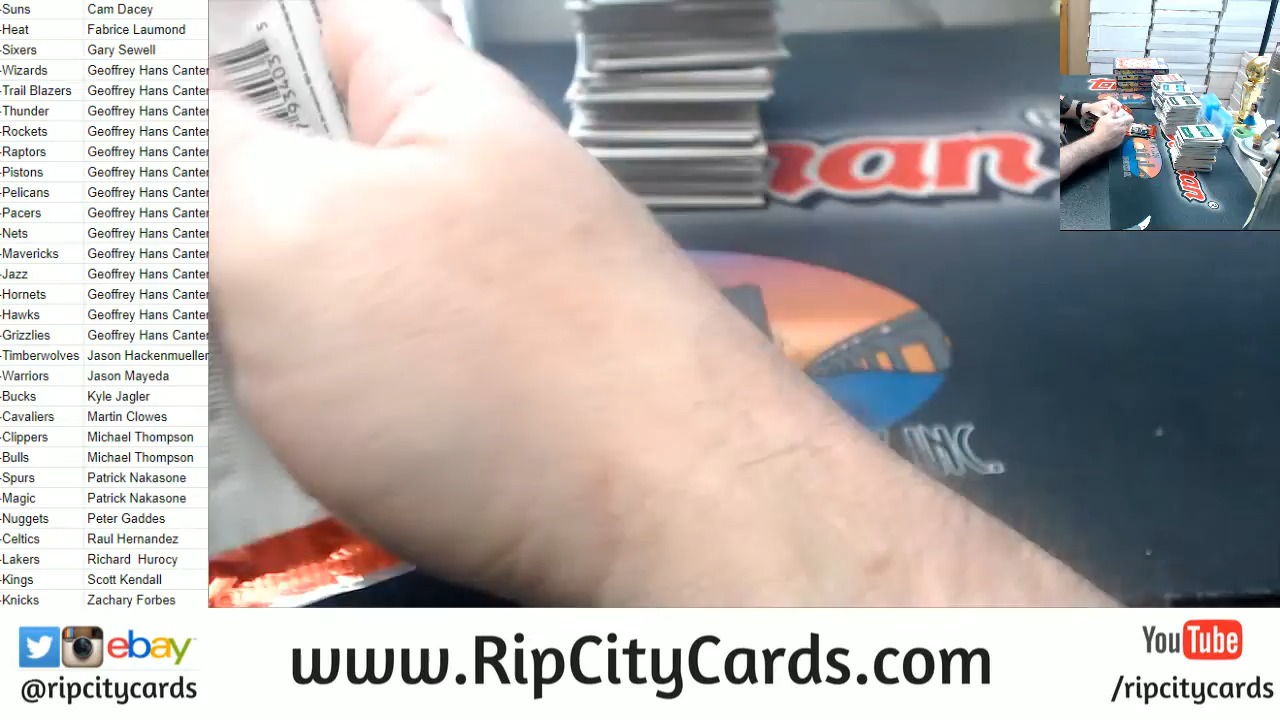 -Suns Cam Dacey
-Heat Fabrice Laumond
-Sixers Gary Sewell
-Wizards Geoffrey Hans Canter
-Trail Blazers Geoffrey Hans Canter
-Thunder Geoffrey Hans Canter
-Rockets Geoffrey Hans Canter
-Raptors Geoffrey Hans Canter
-Pistons Geoffrey Hans Canter
-Pelicans Geoffrey Hans Canter
-Pacers Geoffrey Hans Canter
-Nets Geoffrey Hans Canter
-Mavericks Geoffrey Hans Canter
-Jazz Geoffrey Hans Canter
-Hornets Geoffrey Hans Canter
-Hawks Geoffrey Hans Canter
-Grizzlies Geoffrey Hans Canter
-Timberwolves Jason Hackenmueller
-Warriors Jason Mayeda
-Bucks Kyle Jagler
-Cavaliers Martin Clowes
-Clippers Michael Thompson
-Bulls Michael Thompson
-Spurs Patrick Nakasone
-Magic Patrick Nakasone
-Nuggets Peter Gaddes
-Celtics Raul Hernandez
-Lakers Richard Hurocy
-Kings Scott Kendall
-Knicks Zachary Forbes
man
INC.
ebay
@ripcitycards
www.RipCityCards.com
YouTube
/ripcitycards